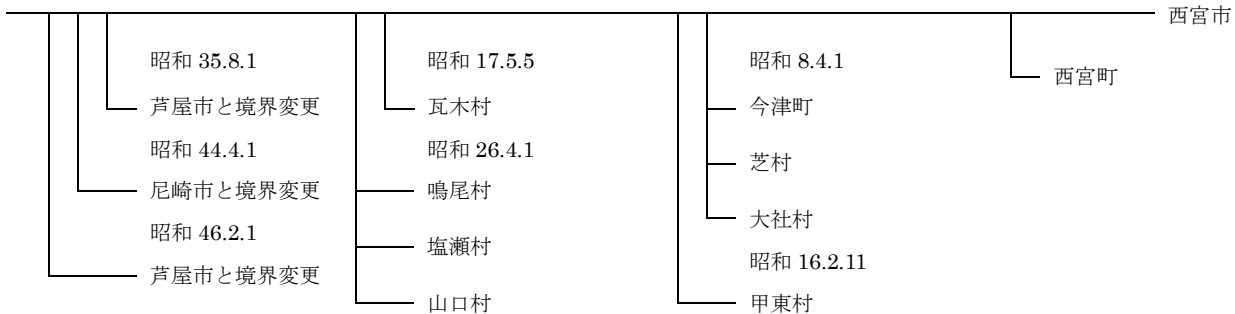 西宮市
西宮町
昭和 8.4.1
今津町
芝村
大社村
昭和 16.2.11
甲東村
昭和 17.5.5
瓦木村
昭和 26.4.1
鳴尾村
塩瀬村
山口村
昭和 35.8.1
芦屋市と境界変更
昭和 44.4.1
尼崎市と境界変更
昭和 46.2.1
芦屋市と境界変更